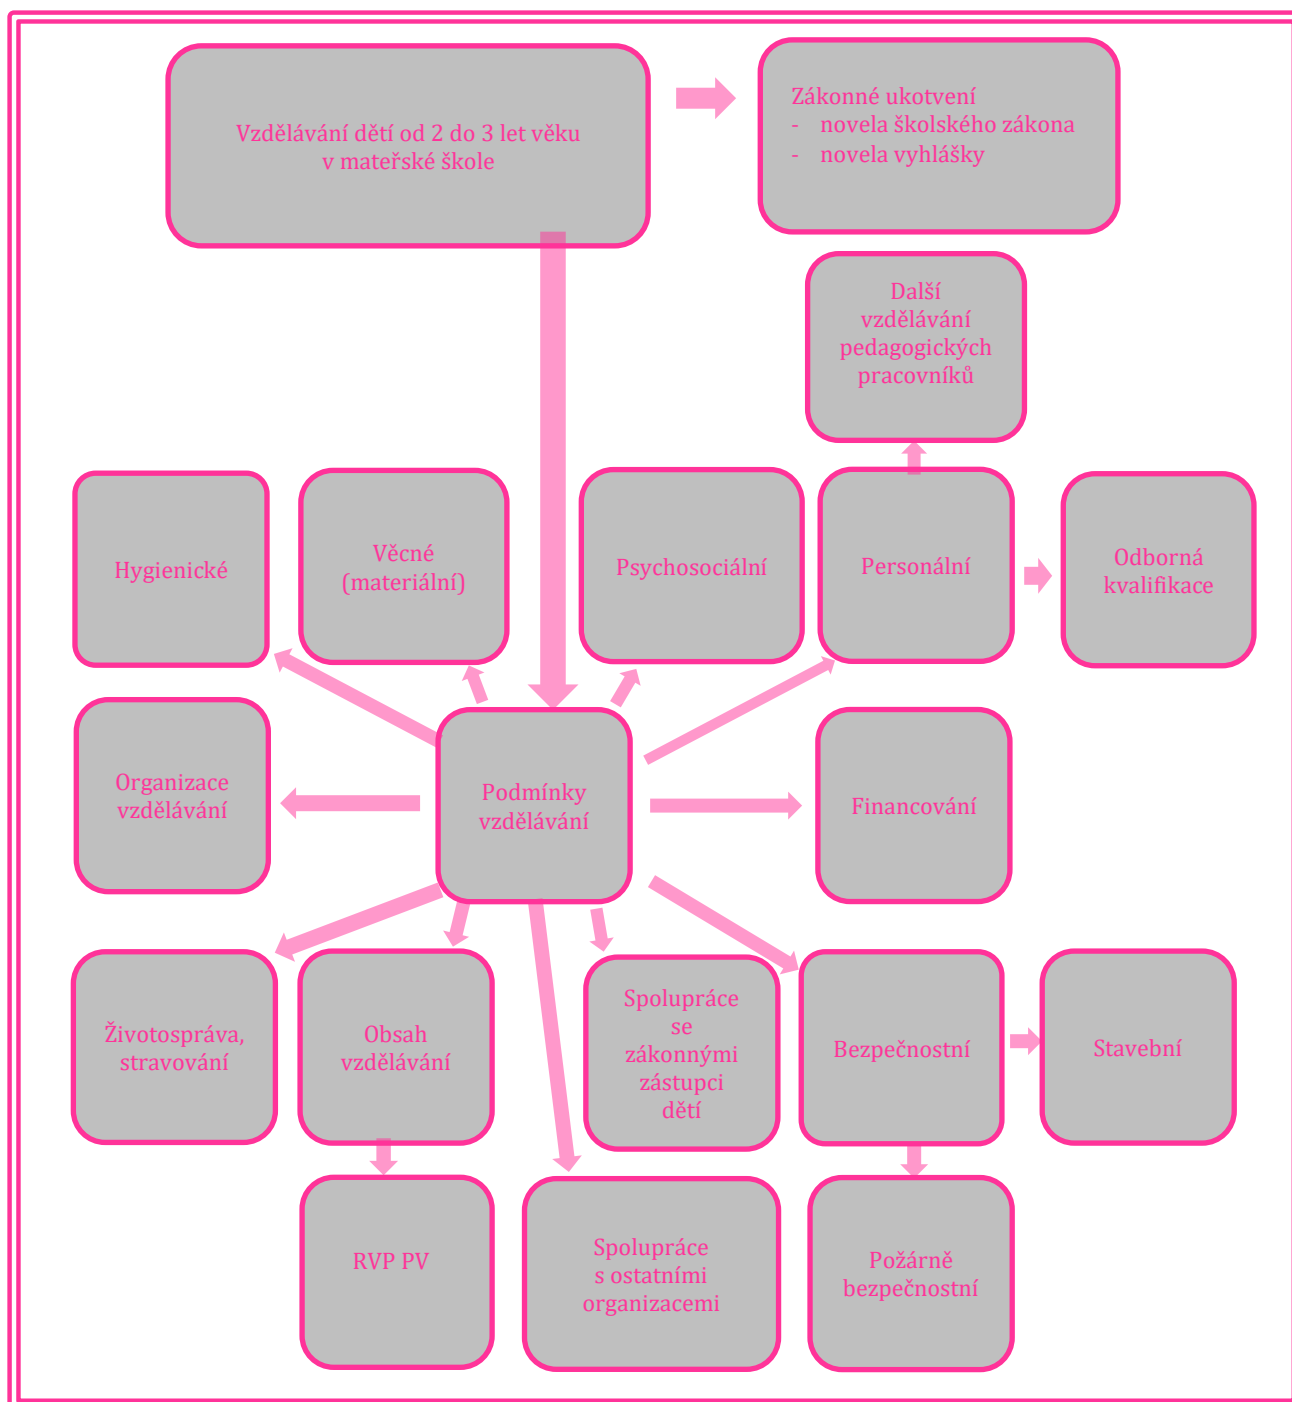 Vzdělávání dětí od 2 do 3 let věku
v mateřské škole
Zákonné ukotvení
- novela školského zákona
- novela vyhlášky
Další
vzdělávání
pedagogických
pracovníků
Hygienické
Věcné
(materiální)
Psychosociální
Personální
Odborná
kvalifikace
Organizace
vzdělávání
Podmínky
vzdělávání
Financování
Životospráva,
stravování
Obsah
vzdělávání
Spolupráce
se
zákonnými
zástupci
dětí
Bezpečnostní
Stavební
RVP PV
Spolupráce
s ostatními
organizacemi
Požárně
bezpečnostní